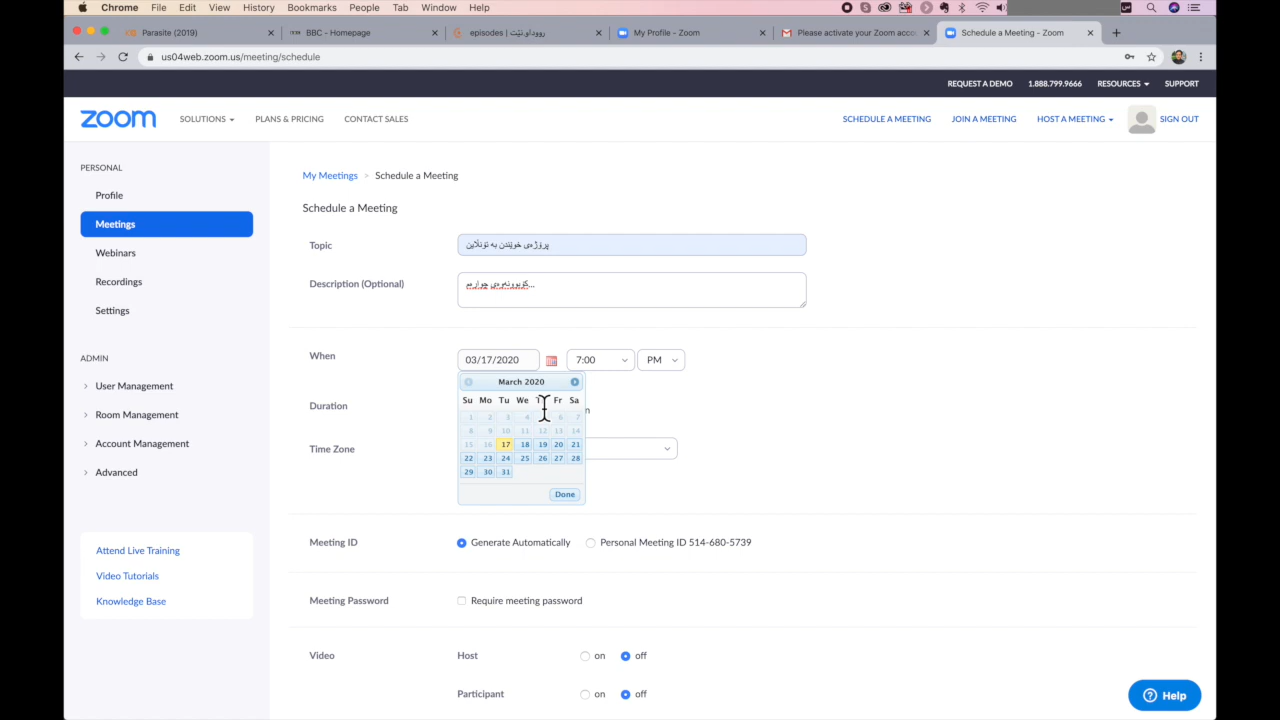 Chrome File Edit View History Bookmarks People Tab Window Help
Parasite (2019) BBC - Homepage episodes | رووداونێت My Profile - Zoom Please activate your Zoom acco Schedule a Meeting - Zoom
us04web.zoom.us/meeting/schedule
REQUEST A DEMO 1.888.799.9666 RESOURCES SUPPORT
zoom SOLUTIONS PLANS & PRICING CONTACT SALES SCHEDULE A MEETING JOIN A MEETING HOST A MEETING SIGN OUT
PERSONAL
Profile
Meetings
Webinars
Recordings
Settings
ADMIN
User Management
Room Management
Account Management
Advanced
Attend Live Training
Video Tutorials
Knowledge Base
My Meetings > Schedule a Meeting
Schedule a Meeting
Topic پرۆژەی خوێندن بە ئۆنڵاین
Description (Optional) کۆبوونەوەی چوارەم...
When 03/17/2020 7:00 PM
March 2020
Su Mo Tu We Fr Sa
1 2 3 4 6 7
8 9 10 11 12 13 14
15 16 17 18 19 20 21
22 23 24 25 26 27 28
29 30 31
Done
Duration
Time Zone
Meeting ID Generate Automatically Personal Meeting ID 514-680-5739
Meeting Password Require meeting password
Video Host on off
Participant on off
Help